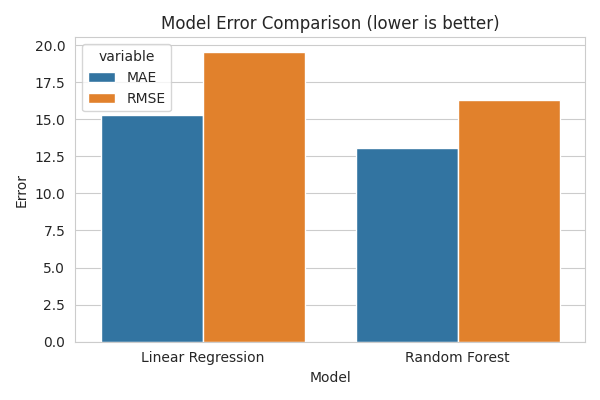 Model Error Comparison (lower is better)
variable
MAE
RMSE
20.0
17.5
15.0
12.5
10.0
7.5
5.0
2.5
0.0
Error
Linear Regression
Random Forest
Model